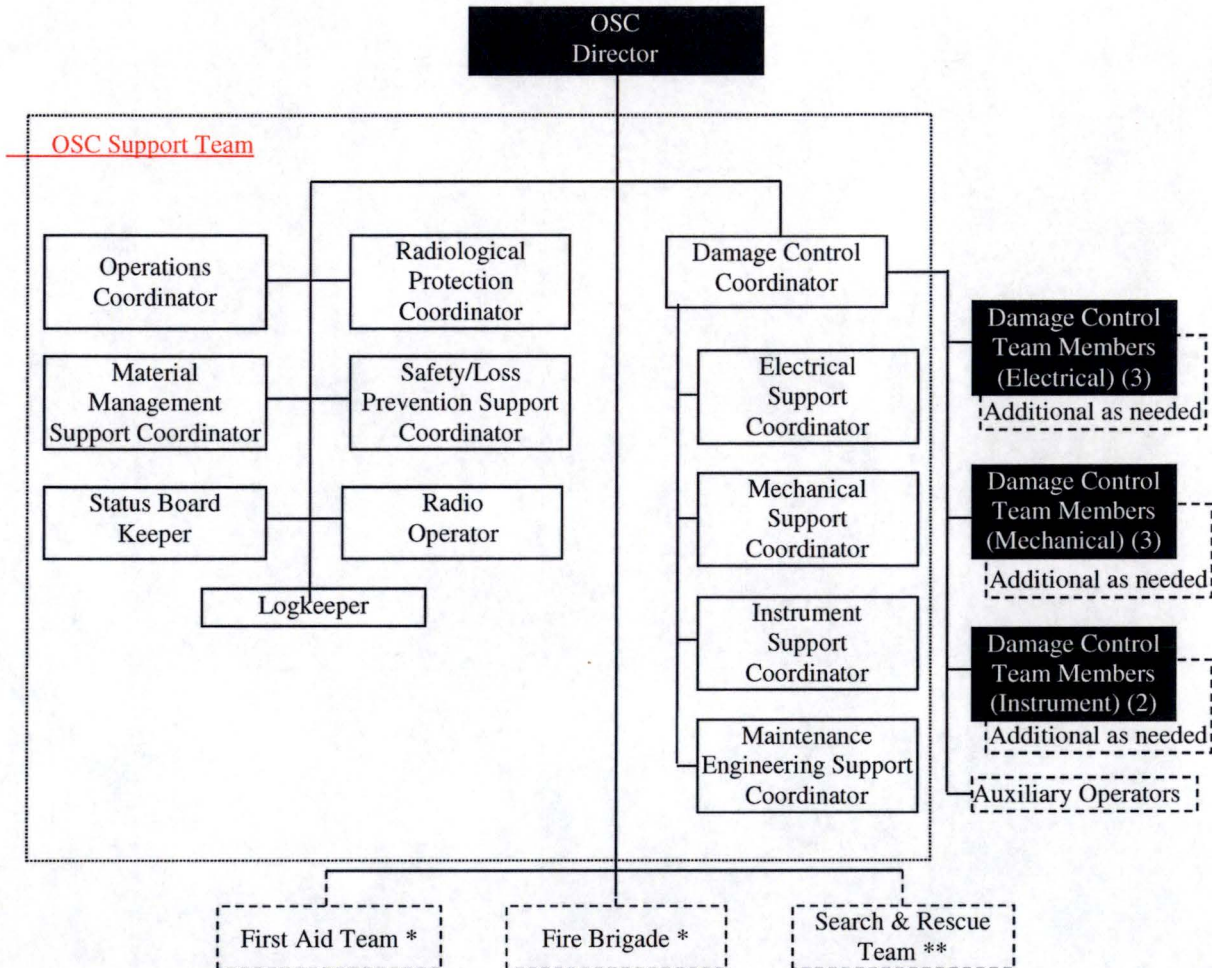 OSC
Director
OSC Support Team
Operations
Coordinator
Radiological
Protection
Coordinator
Material
Management
Support Coordinator
Safety/Loss
Prevention Support
Coordinator
Status Board
Keeper
Radio
Operator
Logkeeper
Damage Control
Coordinator
Electrical
Support
Coordinator
Mechanical
Support
Coordinator
Instrument
Support
Coordinator
Maintenance
Engineering Support
Coordinator
Damage Control
Team Members
(Electrical) (3)
Additional as needed
Damage Control
Team Members
(Mechanical) (3)
Additional as needed
Damage Control
Team Members
(Instrument) (2)
Additional as needed
Auxiliary Operators
First Aid Team *
Fire Brigade *
Search & Rescue
Team **